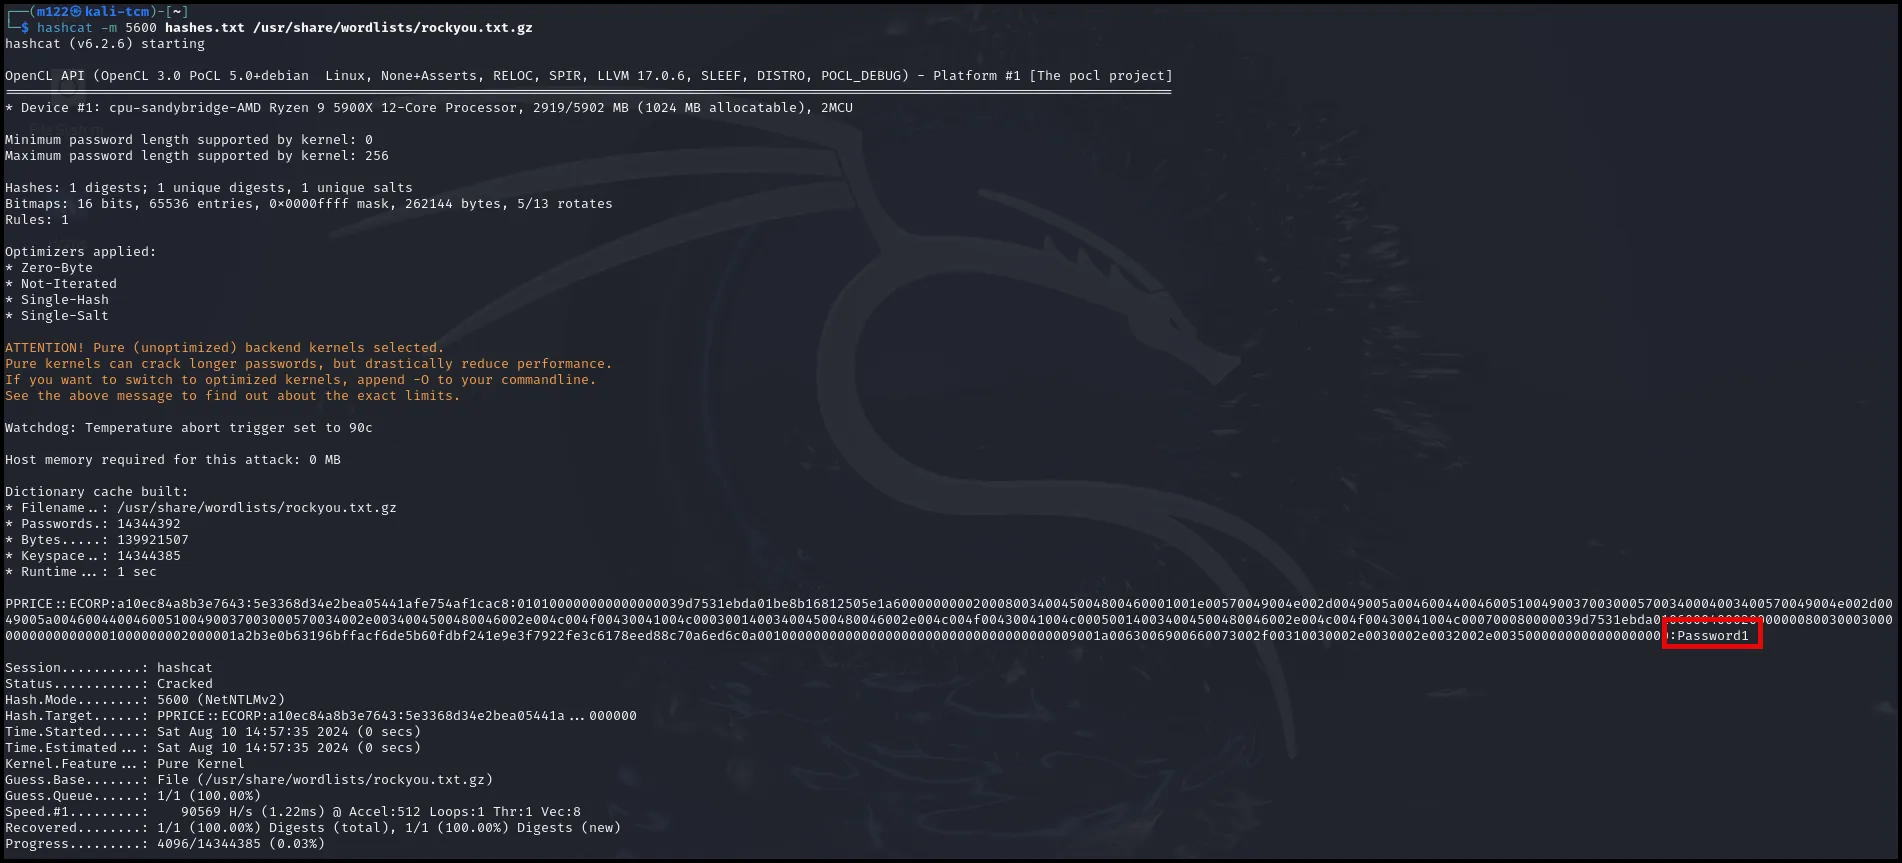 ┌──(m122㉿kali-tcm)-[~]
└─$ hashcat -m 5600 hashes.txt /usr/share/wordlists/rockyou.txt.gz
hashcat (v6.2.6) starting
OpenCL API (OpenCL 3.0 PoCL 5.0+debian  Linux, None+Asserts, RELOC, SPIR, LLVM 17.0.6, SLEEF, DISTRO, POCL_DEBUG) - Platform #1 [The pocl project]
* Device #1: cpu-sandybridge-AMD Ryzen 9 5900X 12-Core Processor, 2919/5902 MB (1024 MB allocatable), 2MCU
Minimum password length supported by kernel: 0
Maximum password length supported by kernel: 256
Hashes: 1 digests; 1 unique digests, 1 unique salts
Bitmaps: 16 bits, 65536 entries, 0x0000ffff mask, 262144 bytes, 5/13 rotates
Rules: 1
Optimizers applied:
* Zero-Byte
* Not-Iterated
* Single-Hash
* Single-Salt
ATTENTION! Pure (unoptimized) backend kernels selected.
Pure kernels can crack longer passwords, but drastically reduce performance.
If you want to switch to optimized kernels, append -O to your commandline.
See the above message to find out about the exact limits.
Watchdog: Temperature abort trigger set to 90c
Host memory required for this attack: 0 MB
Dictionary cache built:
* Filename..: /usr/share/wordlists/rockyou.txt.gz
* Passwords.: 14344392
* Bytes.....: 139921507
* Keyspace..: 14344385
* Runtime...: 1 sec
PPRICE::ECORP:a10ec84a8b3e7643:5e3368d34e2bea05441afe754af1cac8:
:Password1
Session..........: hashcat
Status...........: Cracked
Hash.Mode........: 5600 (NetNTLMv2)
Hash.Target......: PPRICE::ECORP:a10ec84a8b3e7643:5e3368d34e2bea05441a...000000
Time.Started.....: Sat Aug 10 14:57:35 2024 (0 secs)
Time.Estimated...: Sat Aug 10 14:57:35 2024 (0 secs)
Kernel.Feature...: Pure Kernel
Guess.Base.......: File (/usr/share/wordlists/rockyou.txt.gz)
Guess.Queue......: 1/1 (100.00%)
Speed.#1.........:    90569 H/s (1.22ms) @ Accel:512 Loops:1 Thr:1 Vec:8
Recovered........: 1/1 (100.00%) Digests (total), 1/1 (100.00%) Digests (new)
Progress.........: 4096/14344385 (0.03%)